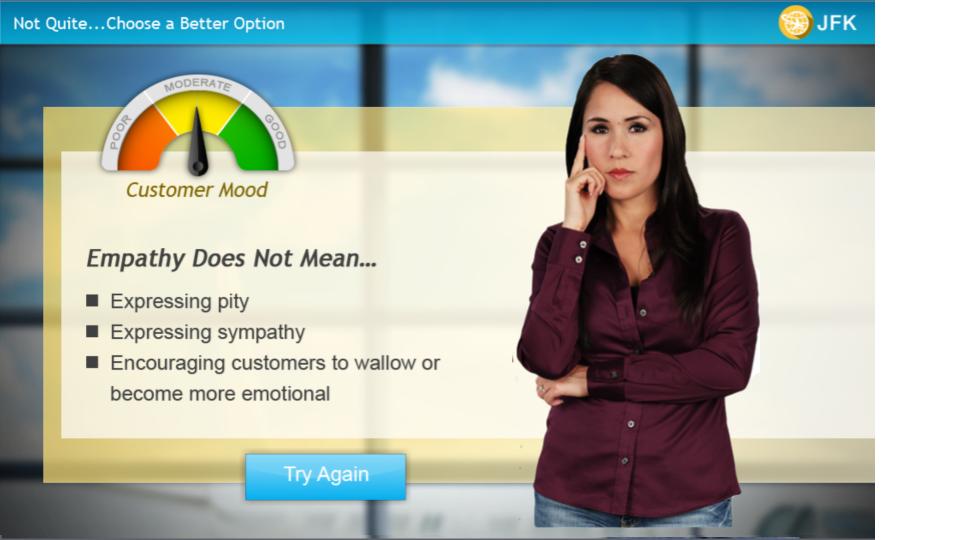 Not Quite...Choose a Better Option
JFK
POOR
MODERATE
GOOD
Customer Mood
Empathy Does Not Mean...
Expressing pity
Expressing sympathy
Encouraging customers to wallow or
become more emotional
Try Again